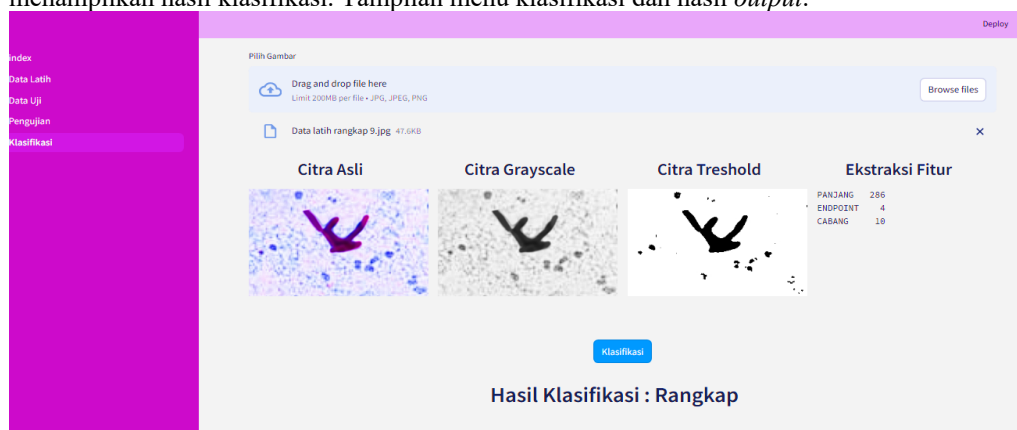 menampilkan hasil klasifikasi. Tampilan menu klasifikasi dan hasil output.
Deploy
index
Data Latih
Data Uji
Pengujian
Klasifikasi
Pilih Gambar
Drag and drop file here
Limit 200MB per file • JPG, JPEG, PNG
Browse files
Data latih rangkap 9.jpg 47.6KB
Citra Asli
Citra Grayscale
Citra Treshold
Ekstraksi Fitur
PANJANG 286
ENDPOINT 4
CABANG 10
Klasifikasi
Hasil Klasifikasi : Rangkap